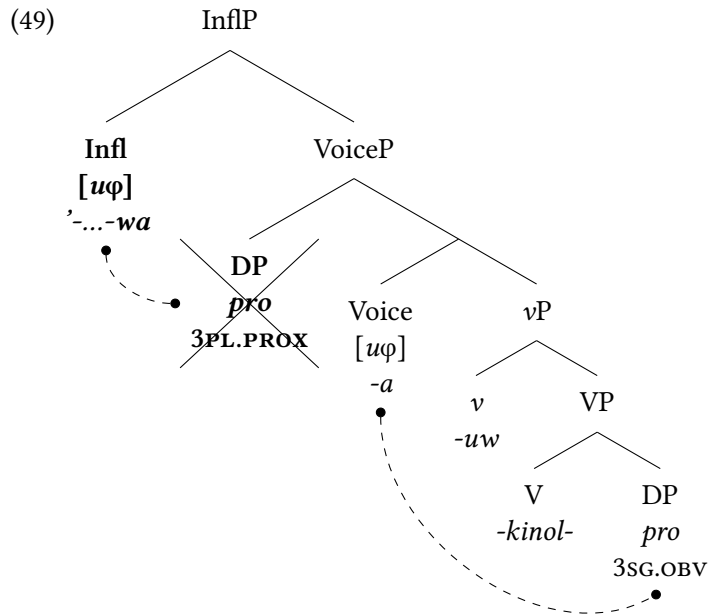 (49) InflP
Infl VoiceP
[uφ]
’-...-wa
DP
pro
3PL.PROX
Voice vP
[uφ]
-a
v VP
-uw
V DP
-kinol- pro
3SG.OBV